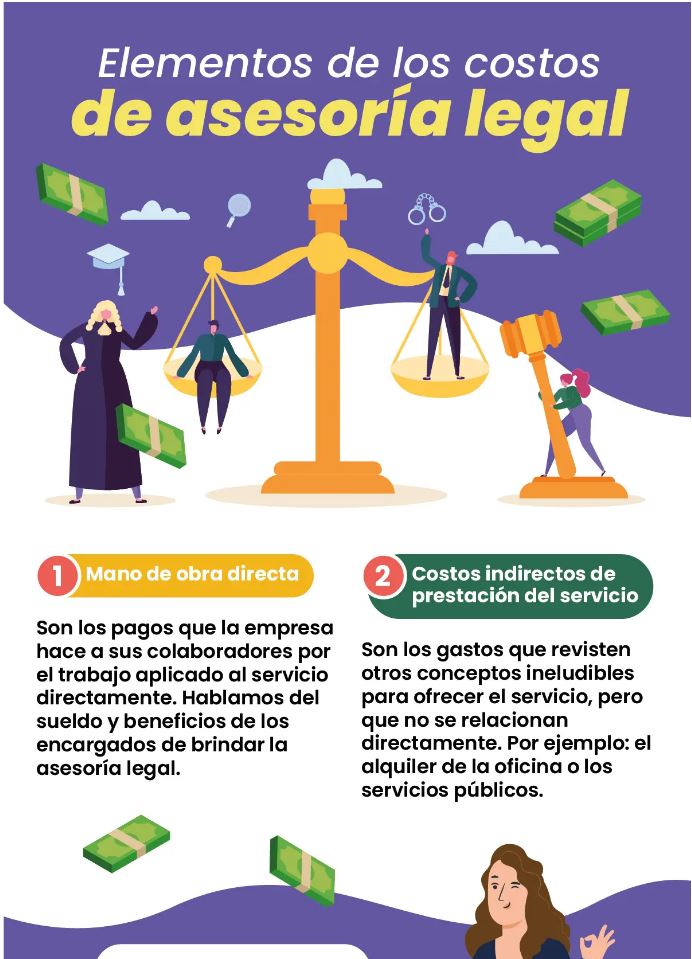 Elementos de los costos
de asesoría legal
1 Mano de obra directa
Son los pagos que la empresa
hace a sus colaboradores por
el trabajo aplicado al servicio
directamente. Hablamos del
sueldo y beneficios de los
encargados de brindar la
asesoría legal.
2 Costos indirectos de
prestación del servicio
Son los gastos que revisten
otros conceptos ineludibles
para ofrecer el servicio, pero
que no se relacionan
directamente. Por ejemplo: el
alquiler de la oficina o los
servicios públicos.